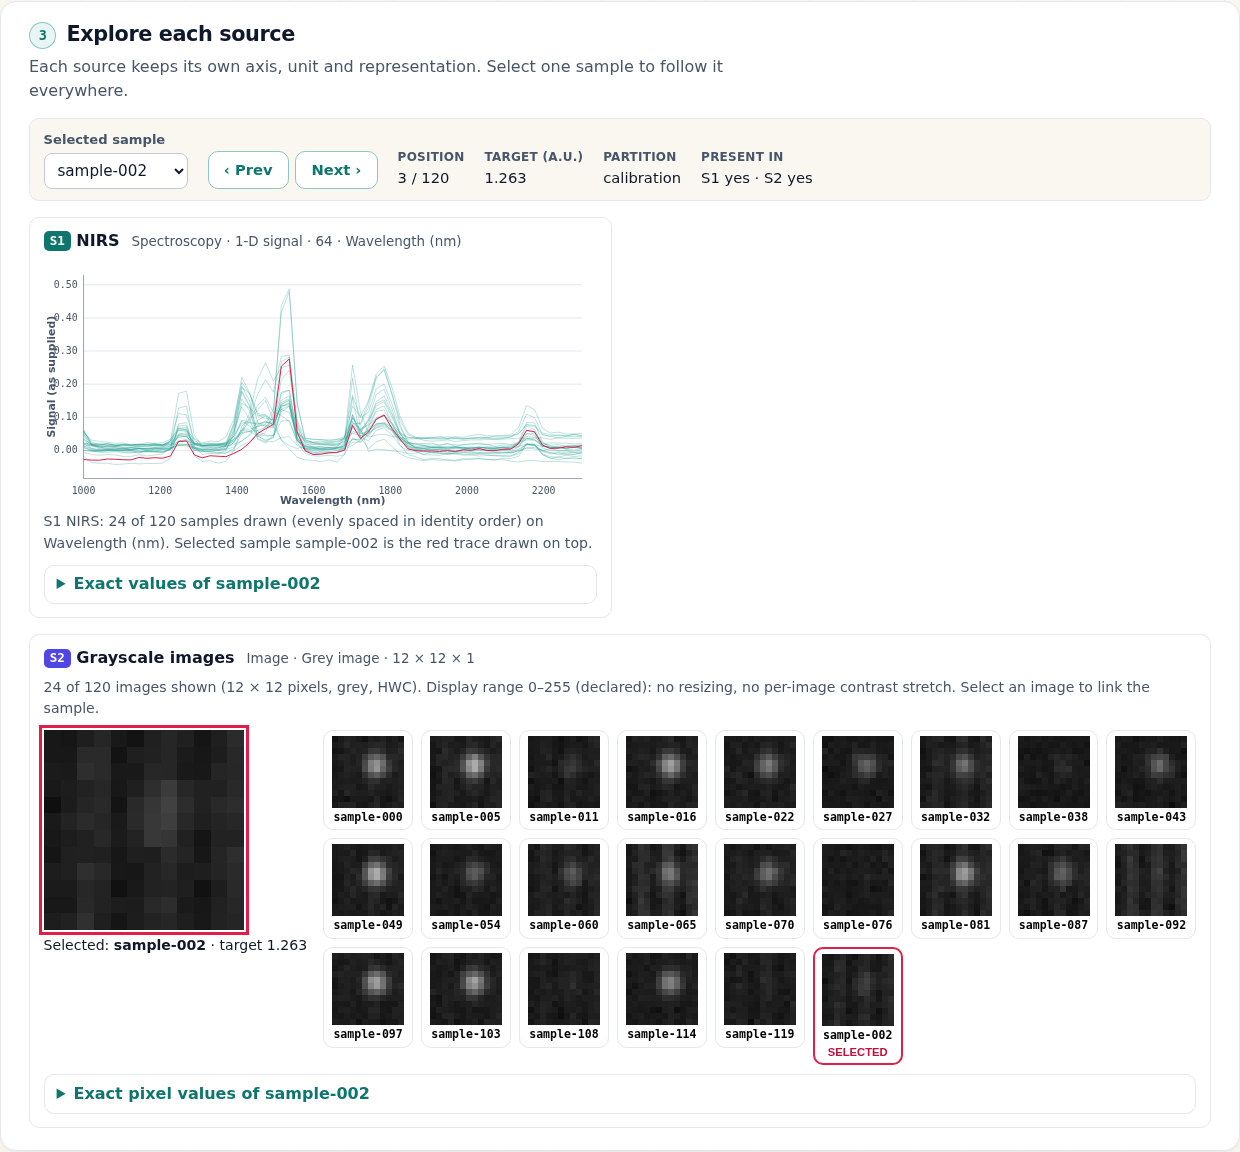 3 Explore each source
Each source keeps its own axis, unit and representation. Select one sample to follow it
everywhere.
Selected sample
sample-002
‹ Prev
Next ›
POSITION
3 / 120
TARGET (A.U.)
1.263
PARTITION
calibration
PRESENT IN
S1 yes · S2 yes
S1 NIRS Spectroscopy · 1-D signal · 64 · Wavelength (nm)
Signal (as supplied)
0.50
0.40
0.30
0.20
0.10
0.00
1000 1200 1400 1600 1800 2000 2200
Wavelength (nm)
S1 NIRS: 24 of 120 samples drawn (evenly spaced in identity order) on
Wavelength (nm). Selected sample sample-002 is the red trace drawn on top.
▶ Exact values of sample-002
S2 Grayscale images Image · Grey image · 12 × 12 × 1
24 of 120 images shown (12 × 12 pixels, grey, HWC). Display range 0–255 (declared): no resizing, no per-image contrast stretch. Select an image to link the
sample.
Selected: sample-002 · target 1.263
sample-000 sample-005 sample-011 sample-016 sample-022 sample-027 sample-032 sample-038 sample-043
sample-049 sample-054 sample-060 sample-065 sample-070 sample-076 sample-081 sample-087 sample-092
sample-097 sample-103 sample-108 sample-114 sample-119 sample-002
SELECTED
▶ Exact pixel values of sample-002